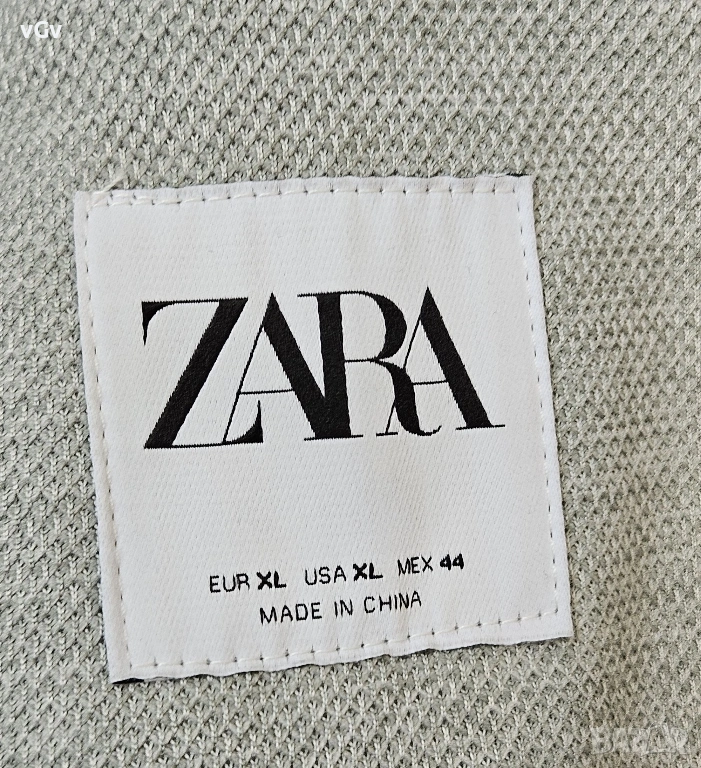 vGv
ZARA
EUR XL USA XL MEX 44
MADE IN CHINA